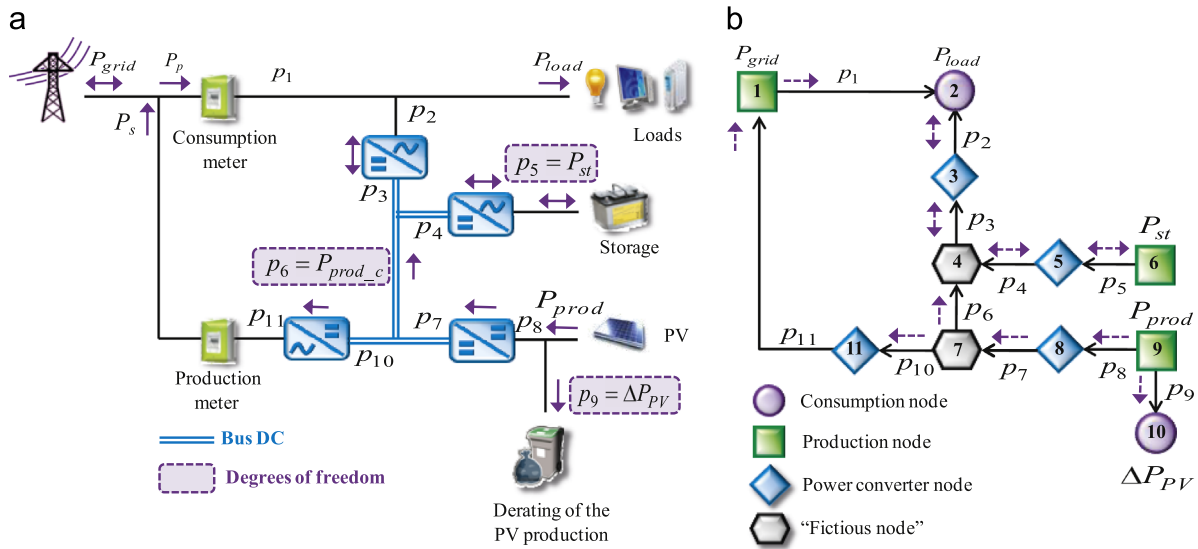 a
P_grid
P_p
p_1
P_load
P_s
Consumption
meter
p_2
Loads
p_3
p_5 = P_st
p_4
Storage
p_6 = P_prod_c
P_prod
p_11
p_7
p_8
PV
p_10
Production
meter
p_9 = ΔP_PV
Bus DC
Degrees of freedom
Derating of the
PV production
b
P_grid
P_load
1
p_1
2
p_2
3
p_3
P_st
4
5
6
p_4
p_5
p_6
P_prod
p_11
11
7
8
9
p_10
p_7
p_8
p_9
Consumption node
10
Production node
ΔP_PV
Power converter node
“Fictious node”